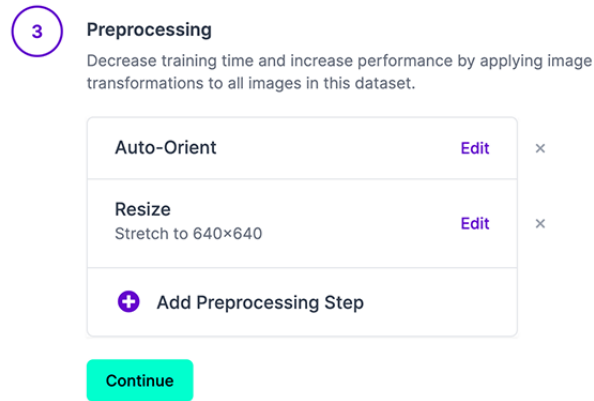 3
Preprocessing
Decrease training time and increase performance by applying image
transformations to all images in this dataset.
Auto-Orient
Edit
×
Resize
Stretch to 640×640
Edit
×
Add Preprocessing Step
Continue